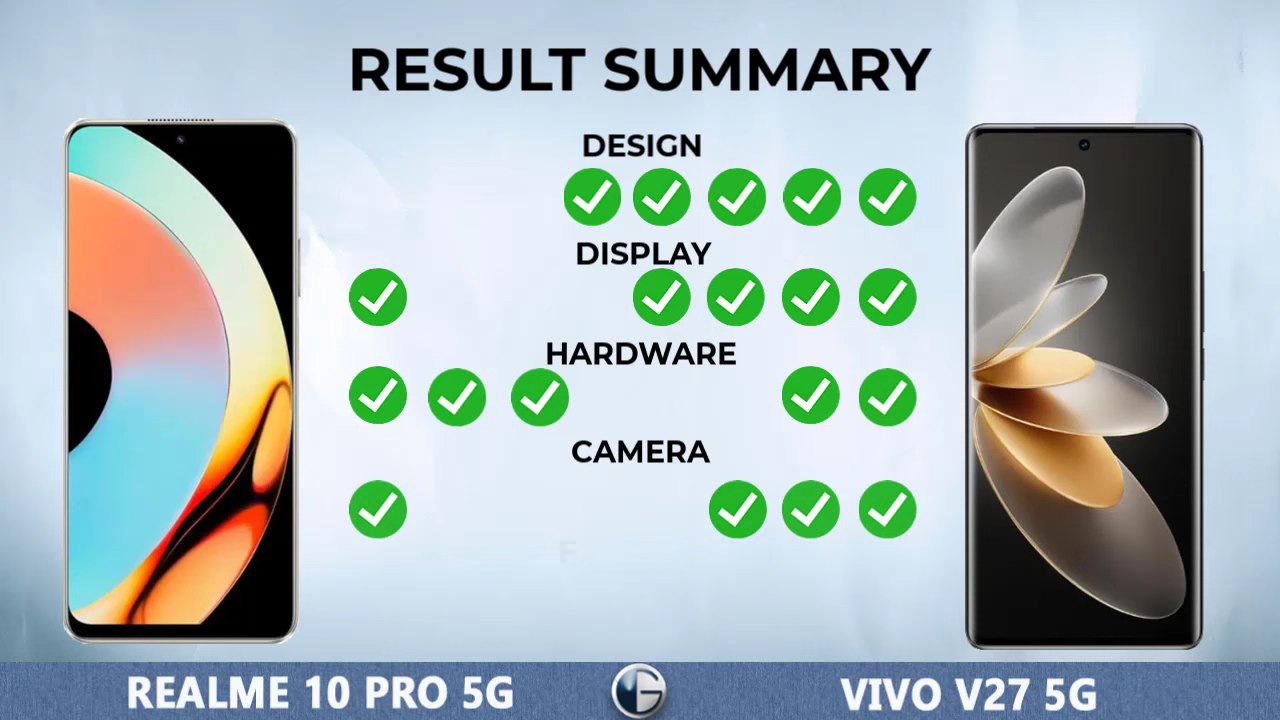 RESULT SUMMARY
DESIGN
DISPLAY
HARDWARE
CAMERA
F
REALME 10 PRO 5G
VIVO V27 5G